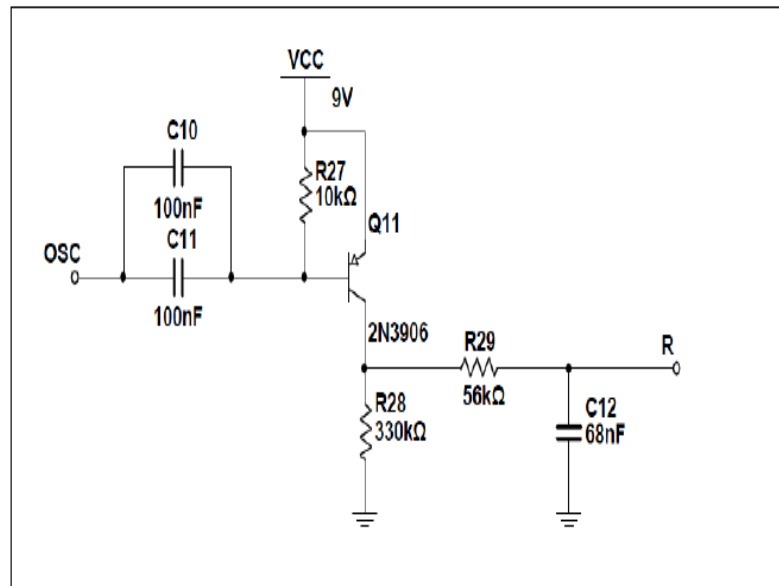 VCC
9V
C10
100nF
R27
10kΩ
Q11
OSC
C11
100nF
2N3906
R29
56kΩ
R
R28
330kΩ
C12
68nF